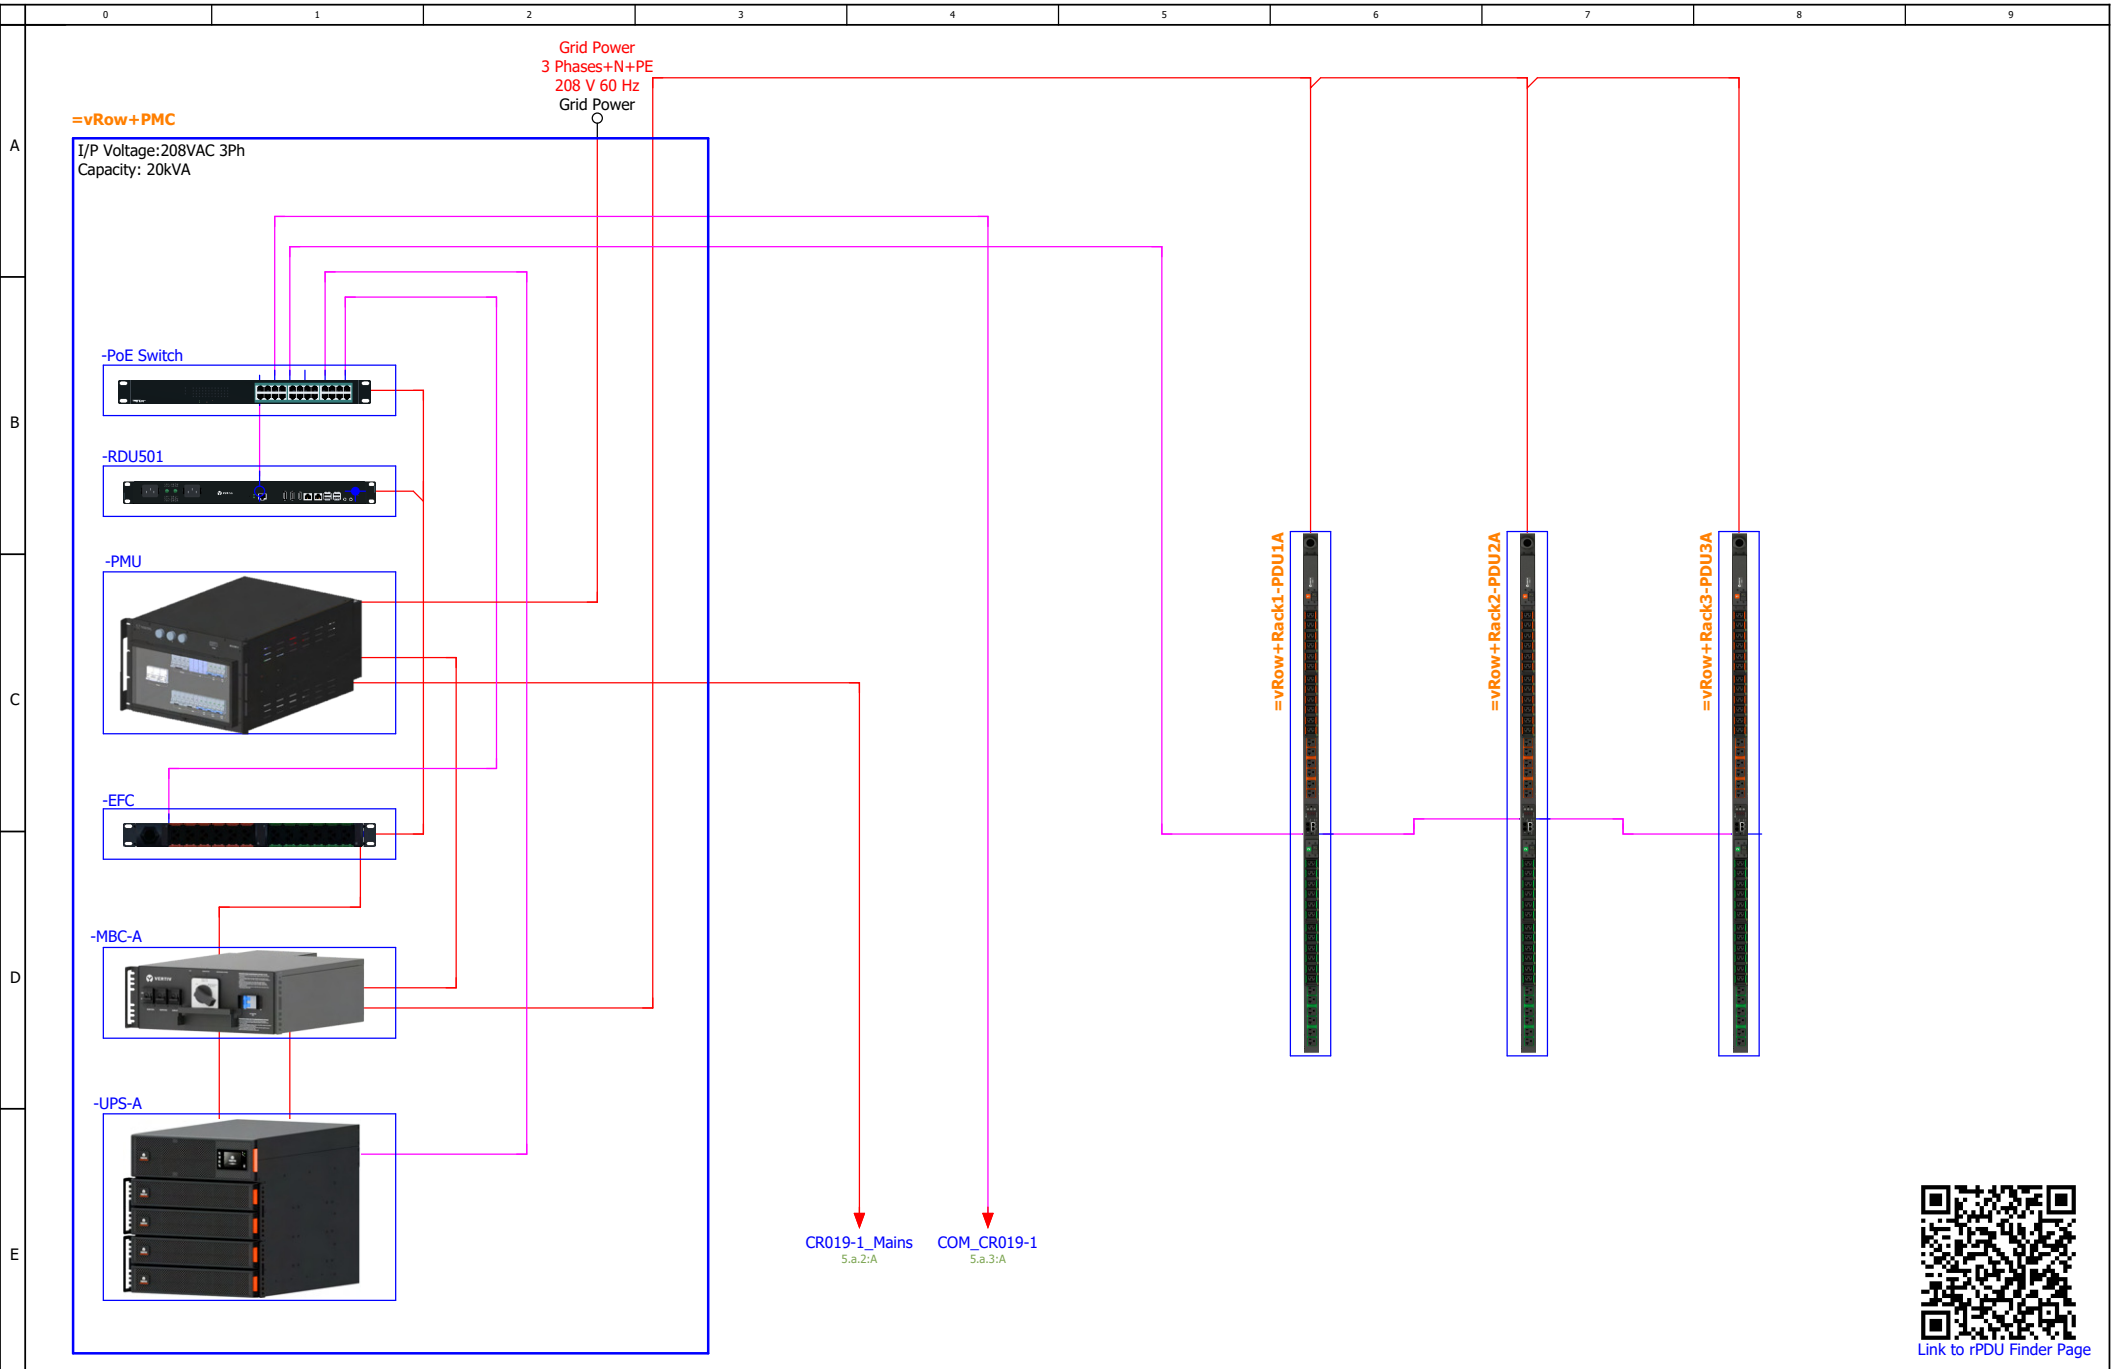 0 1 2 3 4 5 6 7 8 9
Grid Power
3 Phases+N+PE
208 V 60 Hz
Grid Power
=vRow+PMC
A
I/P Voltage:208VAC 3Ph
Capacity: 20kVA
-PoE Switch
B
-RDU501
-PMU
=vRow+Rack1-PDU1A
=vRow+Rack2-PDU2A
=vRow+Rack3-PDU3A
C
-EFC
-MBC-A
VERTIV
D
-UPS-A
CR019-1_Mains
5.a.2:A
COM_CR019-1
5.a.3:A
E
Link to rPDU Finder Page